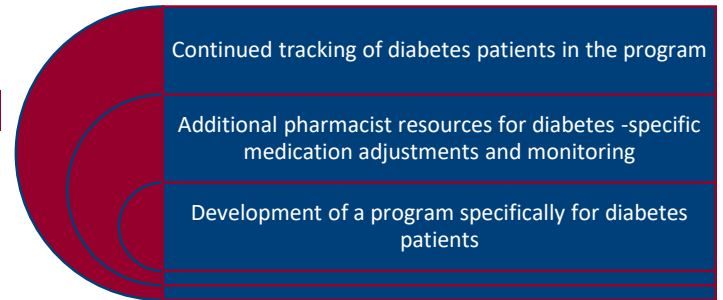 Continued tracking of diabetes patients in the program
Additional pharmacist resources for diabetes -specific
medication adjustments and monitoring
Development of a program specifically for diabetes
patients